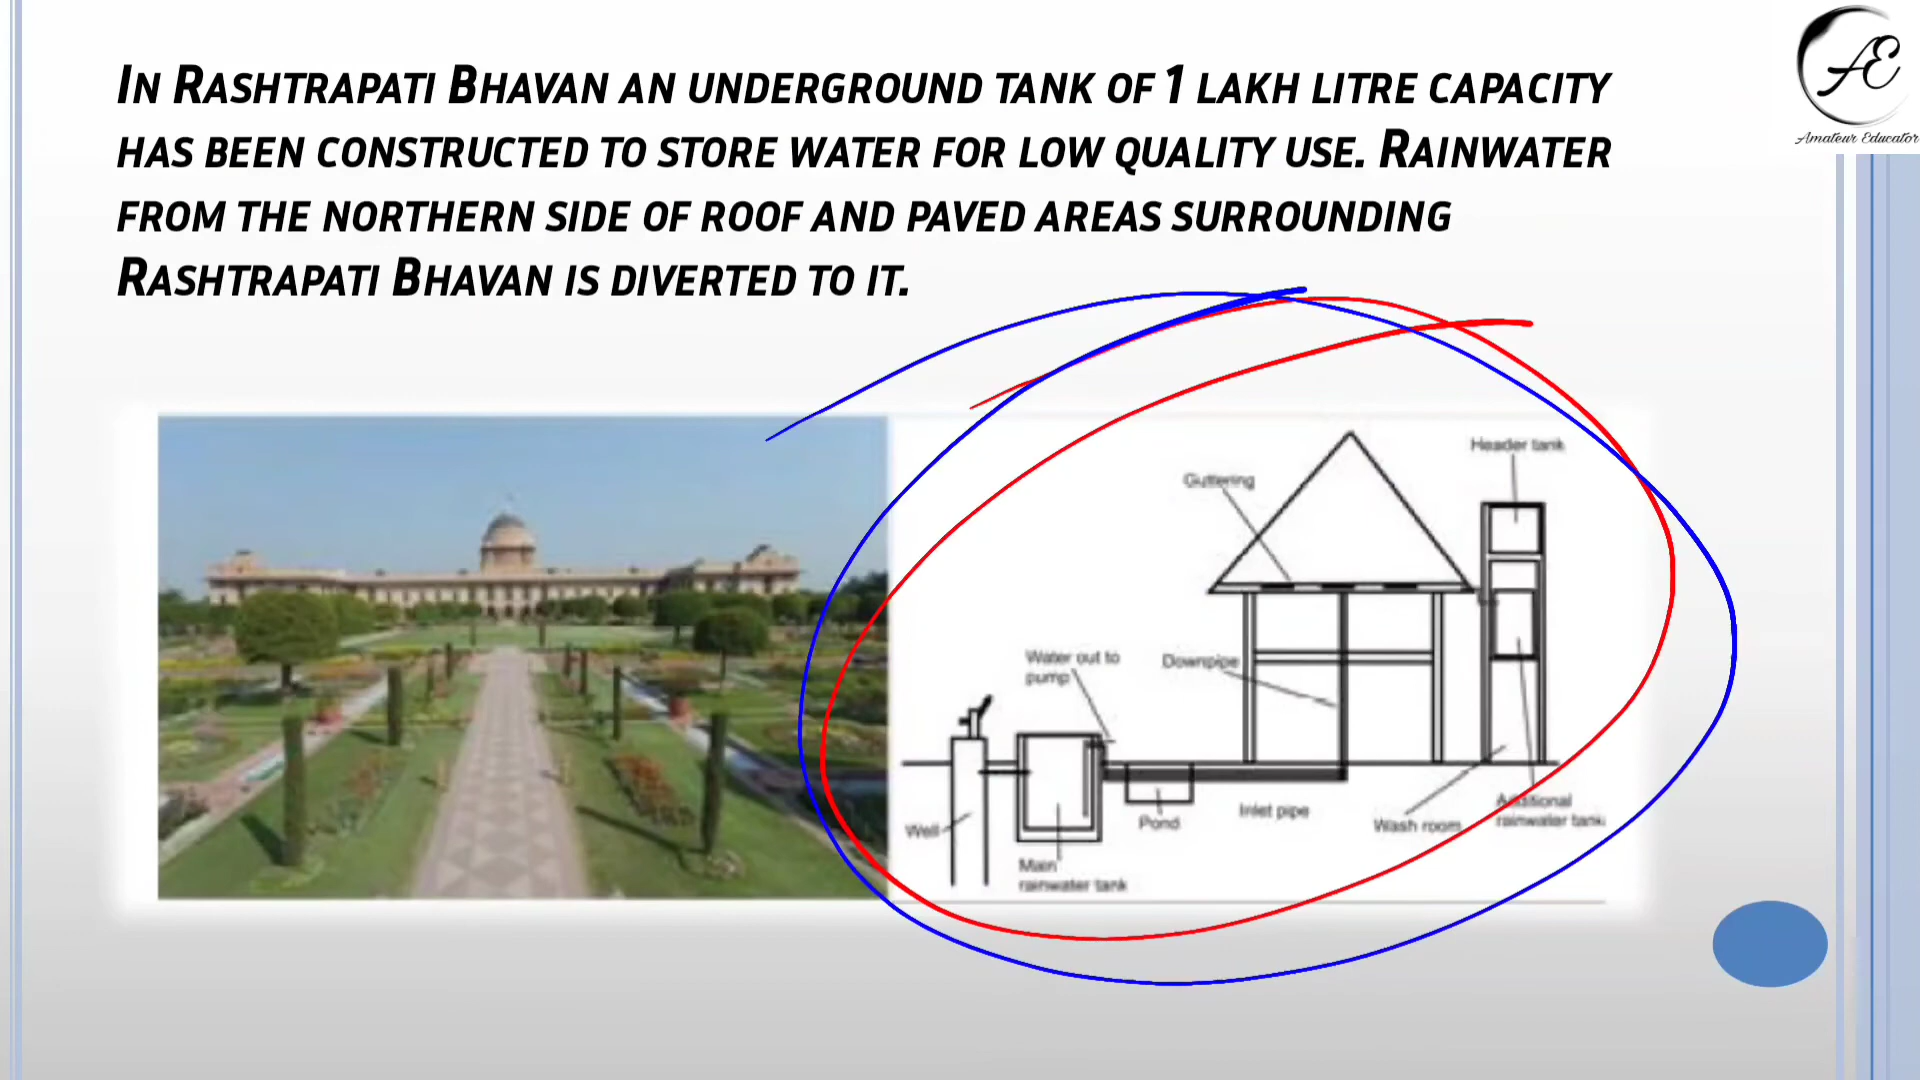 In Rashtrapati Bhavan an underground tank of 1 lakh litre capacity
has been constructed to store water for low quality use. Rainwater
from the northern side of roof and paved areas surrounding
Rashtrapati Bhavan is diverted to it.
AE
Amateur Educator
Header tank
Guttering
Water out to
pump
Downpipe
Well
Pond
Inlet pipe
Wash room
Additional
rainwater tank
Main
rainwater tank